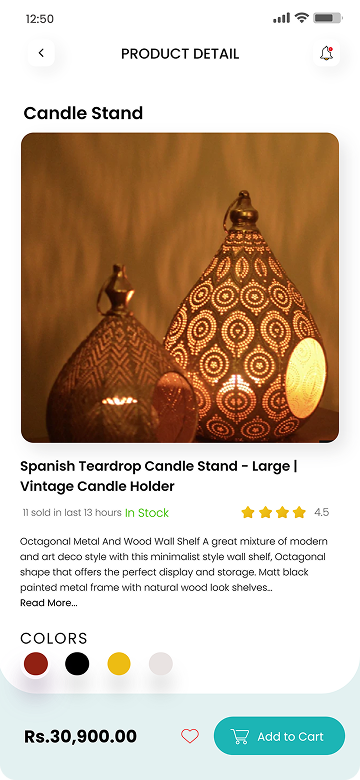 12:50
PRODUCT DETAIL
Candle Stand
Spanish Teardrop Candle Stand - Large |
Vintage Candle Holder
11 sold in last 13 hours In Stock 4.5
Octagonal Metal And Wood Wall Shelf A great mixture of modern
and art deco style with this minimalist style wall shelf, Octagonal
shape that offers the perfect display and storage. Matt black
painted metal frame with natural wood look shelves...
Read More...
COLORS
Rs.30,900.00 Add to Cart